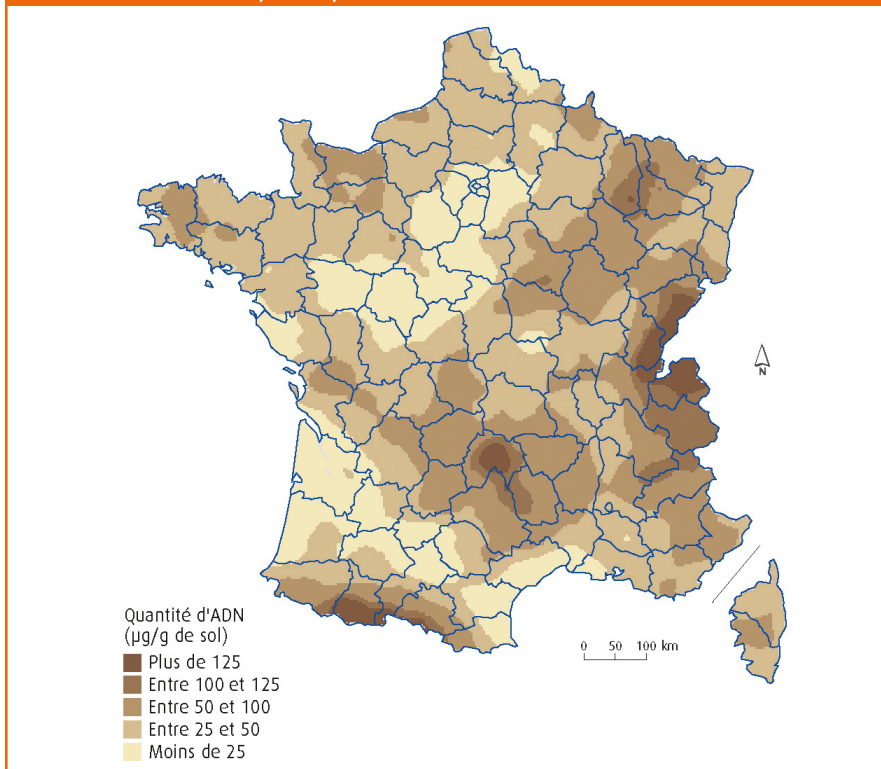 N
0 50 100 km
Quantité d'ADN
(µg/g de sol)
Plus de 125
Entre 100 et 125
Entre 50 et 100
Entre 25 et 50
Moins de 25